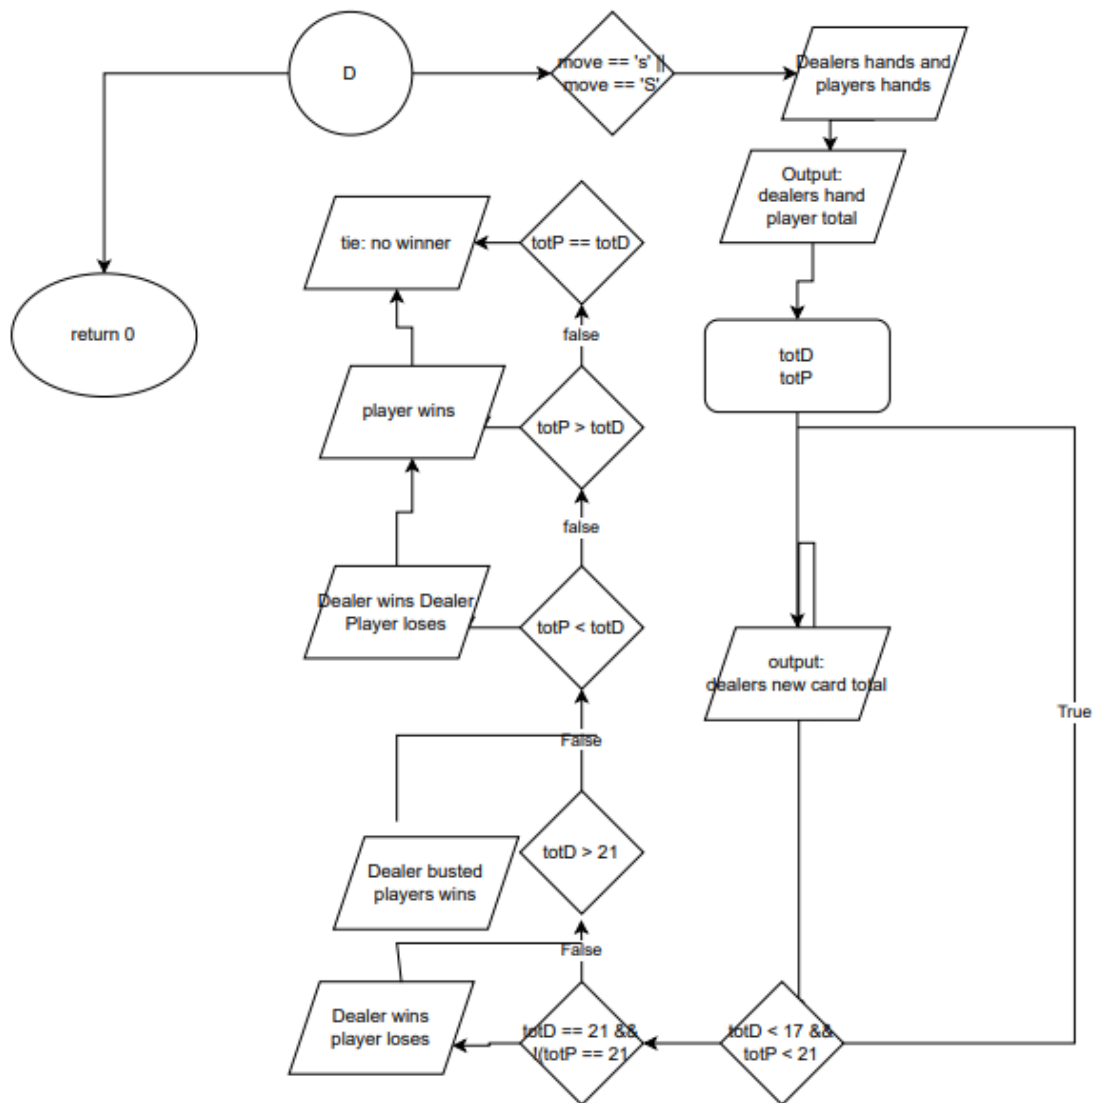 D
move == 's' ||
move == 'S'
Dealers hands and
players hands
Output:
dealers hand
player total
tie: no winner
totP == totD
return 0
false
totD
totP
player wins
totP > totD
false
Dealer wins Dealer
Player loses
totP < totD
output:
dealers new card total
True
False
totD > 21
Dealer busted
players wins
False
Dealer wins
player loses
totD == 21 &&
!(totP == 21
totD < 17 &&
totP < 21